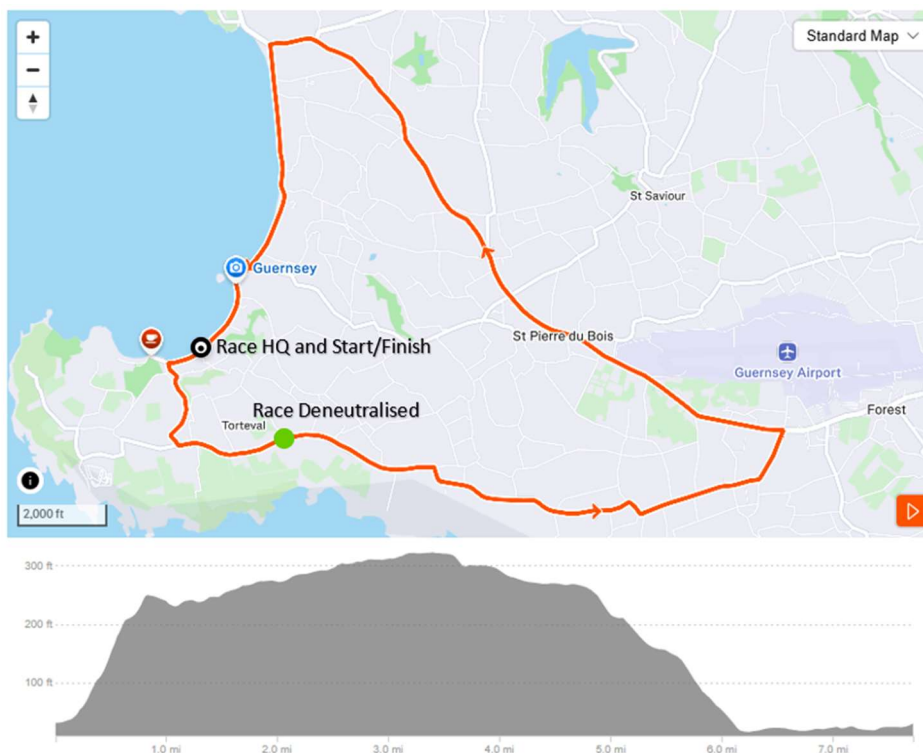 +
Standard Map
−
St Saviour
Guernsey
St Pierre du Bois
Race HQ and Start/Finish
Guernsey Airport
Race Deneutralised
Forest
Torteval
i
2,000 ft
300 ft
200 ft
100 ft
1.0 mi 2.0 mi 3.0 mi 4.0 mi 5.0 mi 6.0 mi 7.0 mi